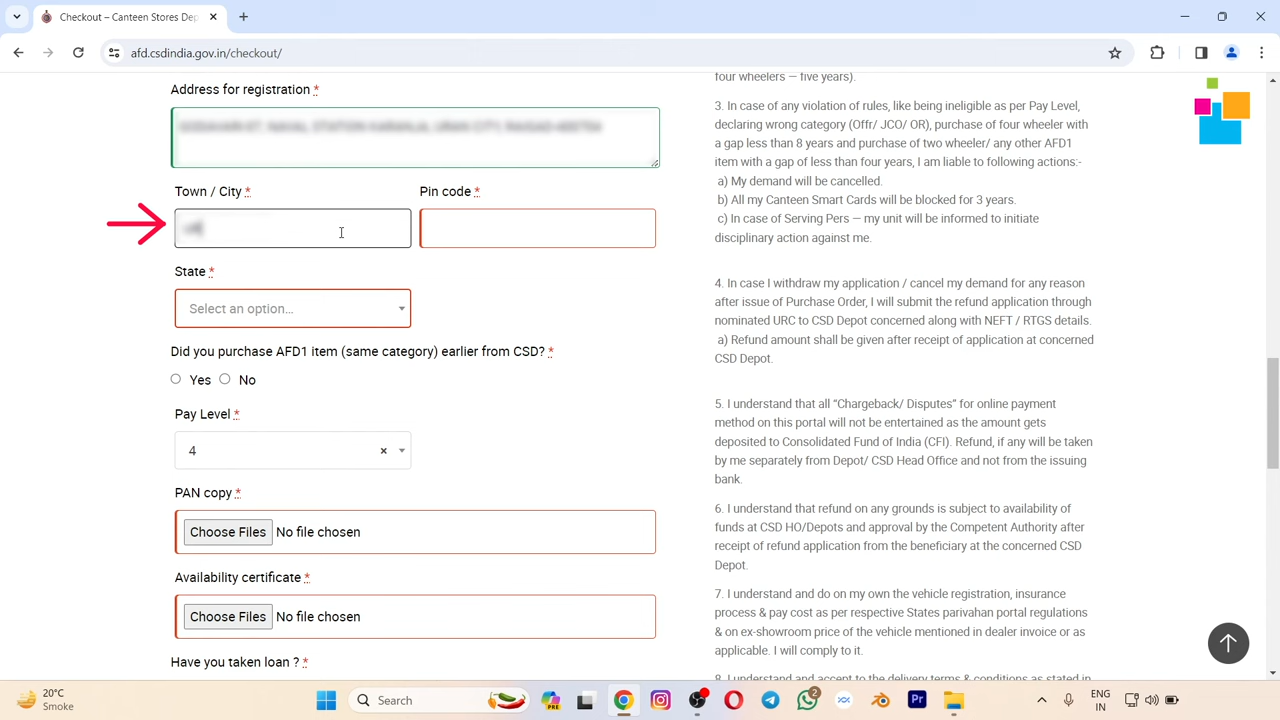 Checkout – Canteen Stores Dep
afd.csdindia.gov.in/checkout/
Address for registration *
Town / City *
Pin code *
State *
Select an option…
Did you purchase AFD1 item (same category) earlier from CSD? *
Yes
No
Pay Level *
4
×
PAN copy *
Choose Files No file chosen
Availability certificate *
Choose Files No file chosen
Have you taken loan ? *
four wheelers — five years).
3. In case of any violation of rules, like being ineligible as per Pay Level,
declaring wrong category (Offr/ JCO/ OR), purchase of four wheeler with
a gap less than 8 years and purchase of two wheeler/ any other AFD1
item with a gap of less than four years, I am liable to following actions:-
a) My demand will be cancelled.
b) All my Canteen Smart Cards will be blocked for 3 years.
c) In case of Serving Pers — my unit will be informed to initiate
disciplinary action against me.
4. In case I withdraw my application / cancel my demand for any reason
after issue of Purchase Order, I will submit the refund application through
nominated URC to CSD Depot concerned along with NEFT / RTGS details.
a) Refund amount shall be given after receipt of application at concerned
CSD Depot.
5. I understand that all “Chargeback/ Disputes” for online payment
method on this portal will not be entertained as the amount gets
deposited to Consolidated Fund of India (CFI). Refund, if any will be taken
by me separately from Depot/ CSD Head Office and not from the issuing
bank.
6. I understand that refund on any grounds is subject to availability of
funds at CSD HO/Depots and approval by the Competent Authority after
receipt of refund application from the beneficiary at the concerned CSD
Depot.
7. I understand and do on my own the vehicle registration, insurance
process & pay cost as per respective States parivahan portal regulations
& on ex-showroom price of the vehicle mentioned in dealer invoice or as
applicable. I will comply to it.
8. I understand and accept to the delivery terms & conditions as stated in
20°C
Smoke
Search
PRE
2
Pr
ENG
IN